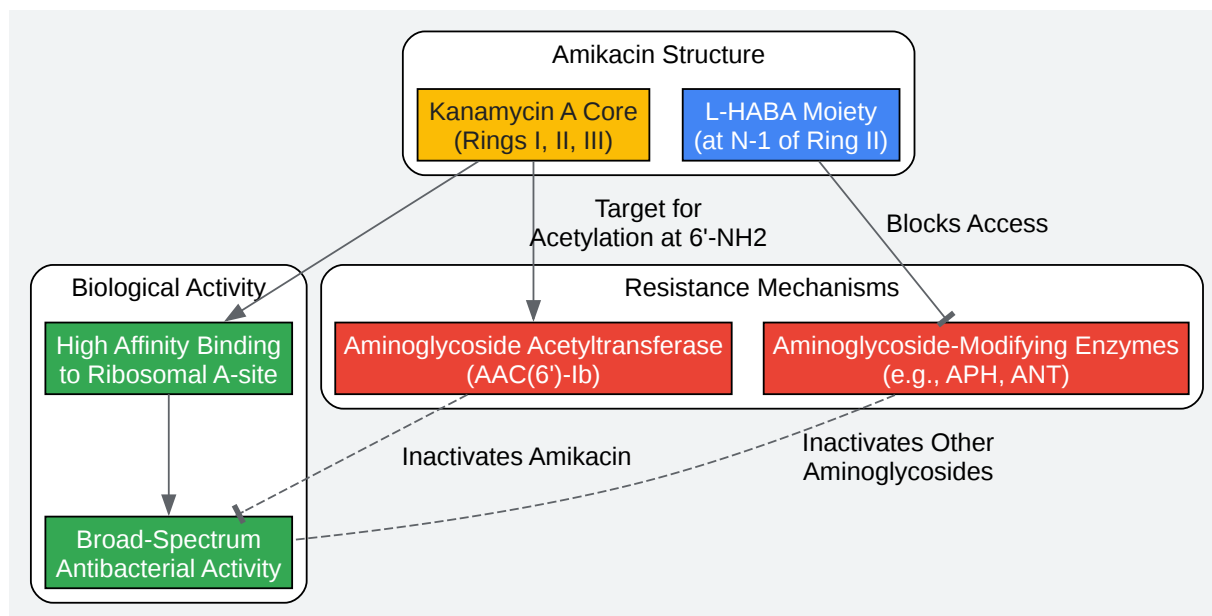 Amikacin Structure
Kanamycin A Core
(Rings I, II, III)
L-HABA Moiety
(at N-1 of Ring II)
Target for
Acetylation at 6'-NH2
Blocks Access
Biological Activity
Resistance Mechanisms
High Affinity Binding
to Ribosomal A-site
Aminoglycoside Acetyltransferase
(AAC(6')-Ib)
Aminoglycoside-Modifying Enzymes
(e.g., APH, ANT)
Inactivates Amikacin
Inactivates Other
Aminoglycosides
Broad-Spectrum
Antibacterial Activity